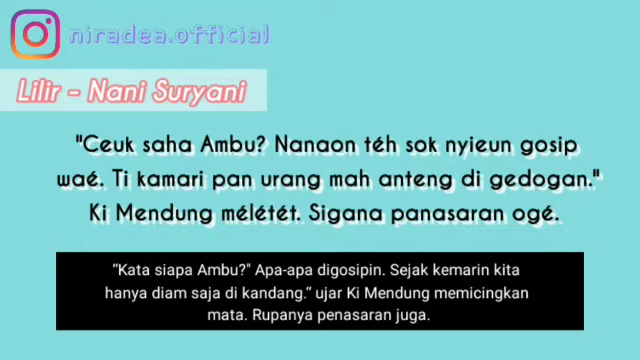 niradea.official
Lilir - Nani Suryani
"Ceuk saha Ambu? Nanaon téh sok nyieun gosip
waé. Ti kamari pan urang mah anteng di gedogan."
Ki Mendung mélétét. Sigana panasaran ogé.
“Kata siapa Ambu?" Apa-apa digosipin. Sejak kemarin kita
hanya diam saja di kandang.“ ujar Ki Mendung memicingkan
mata. Rupanya penasaran juga.